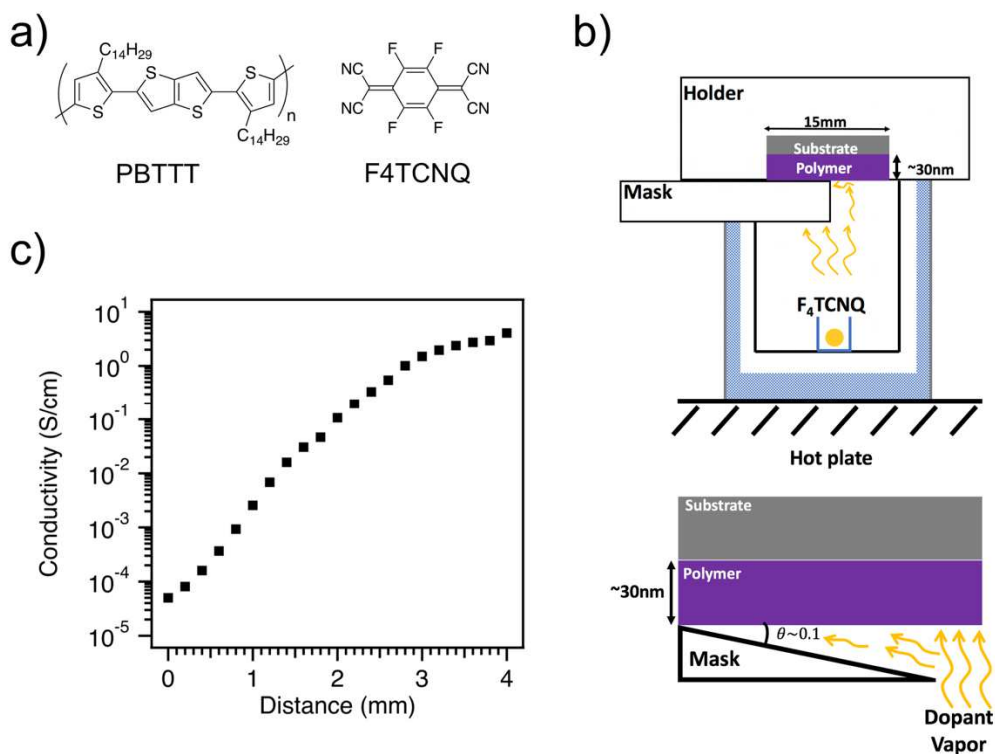 a)
C14H29
S
S
S
S
n
C14H29
PBTTT
F
F
NC
CN
NC
CN
F
F
F4TCNQ
b)
Holder
15mm
Substrate
Polymer
~30nm
Mask
F4TCNQ
Hot plate
Substrate
Polymer
~30nm
θ~0.1
Mask
Dopant
Vapor
c)
Conductivity (S/cm)
10^1
10^0
10^-1
10^-2
10^-3
10^-4
10^-5
0 1 2 3 4
Distance (mm)